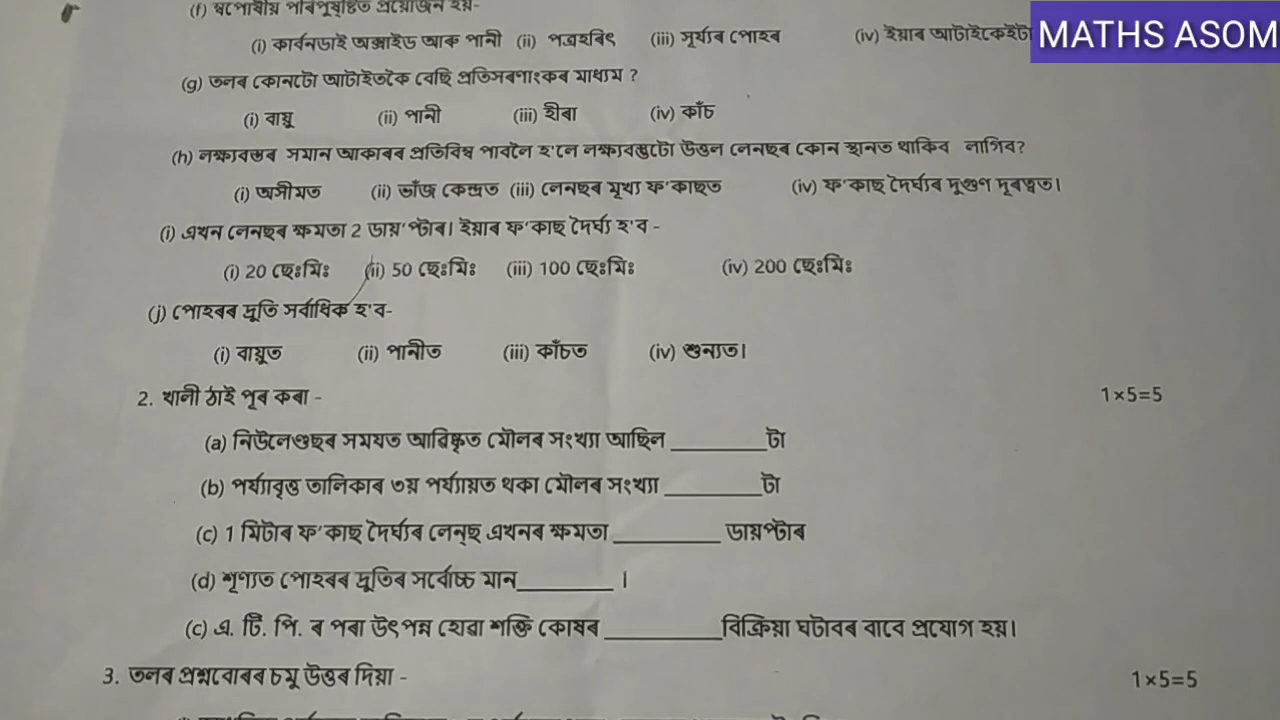 (f) স্বপোষীয় পৰিপুষ্টিত প্ৰয়োজন হয়-
(i) কাৰ্বনডাই অক্সাইড আৰু পানী (ii) পত্ৰহৰিৎ (iii) সূৰ্য্যৰ পোহৰ (iv) ইয়াৰ আটাইকেইটা
MATHS ASOM
(g) তলৰ কোনটো আটাইতকৈ বেছি প্ৰতিসৰণাংকৰ মাধ্যম ?
(i) বায়ু (ii) পানী (iii) হীৰা (iv) কাঁচ
(h) লক্ষ্যবস্তৰ সমান আকাৰৰ প্ৰতিবিম্ব পাবলৈ হ'লে লক্ষ্যবস্তুটো উত্তল লেনছৰ কোন স্থানত থাকিব লাগিব?
(i) অসীমত (ii) ভাঁজ কেন্দ্ৰত (iii) লেনছৰ মূখ্য ফ'কাছত (iv) ফ'কাছ দৈৰ্ঘ্যৰ দুগুণ দূৰত্বত।
(i) এখন লেনছৰ ক্ষমতা 2 ডায়'প্টাৰ। ইয়াৰ ফ'কাছ দৈৰ্ঘ্য হ'ব -
(i) 20 ছেঃমিঃ (ii) 50 ছেঃমিঃ (iii) 100 ছেঃমিঃ (iv) 200 ছেঃমিঃ
(j) পোহৰৰ দ্ৰুতি সৰ্বাধিক হ'ব-
(i) বায়ুত (ii) পানীত (iii) কাঁচত (iv) শুন্যত।
2. খালী ঠাই পূৰ কৰা - 1×5=5
(a) নিউলেণ্ডছৰ সময়ত আৱিষ্কৃত মৌলৰ সংখ্যা আছিল ________টা
(b) পৰ্য্যাবৃত্ত তালিকাৰ ৩য় পৰ্য্যায়ত থকা মৌলৰ সংখ্যা ________টা
(c) 1 মিটাৰ ফ'কাছ দৈৰ্ঘ্যৰ লেন্ছ এখনৰ ক্ষমতা _________ ডায়প্টাৰ
(d) শূণ্যত পোহৰৰ দ্ৰুতিৰ সৰ্বোচ্চ মান________ ।
(c) এ. টি. পি. ৰ পৰা উৎপন্ন হোৱা শক্তি কোষৰ __________বিক্ৰিয়া ঘটাবৰ বাবে প্ৰয়োগ হয়।
3. তলৰ প্ৰশ্নবোৰৰ চমু উত্তৰ দিয়া - 1×5=5